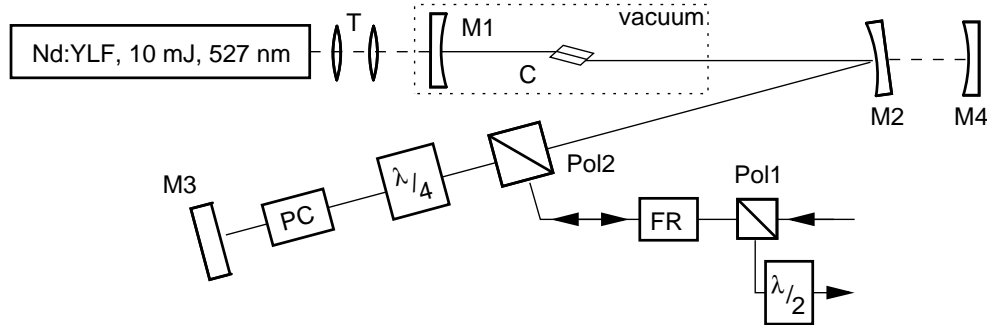 vacuum
T
M1
Nd:YLF, 10 mJ, 527 nm
C
M2
M4
Pol2
Pol1
λ/4
M3
PC
FR
λ/2